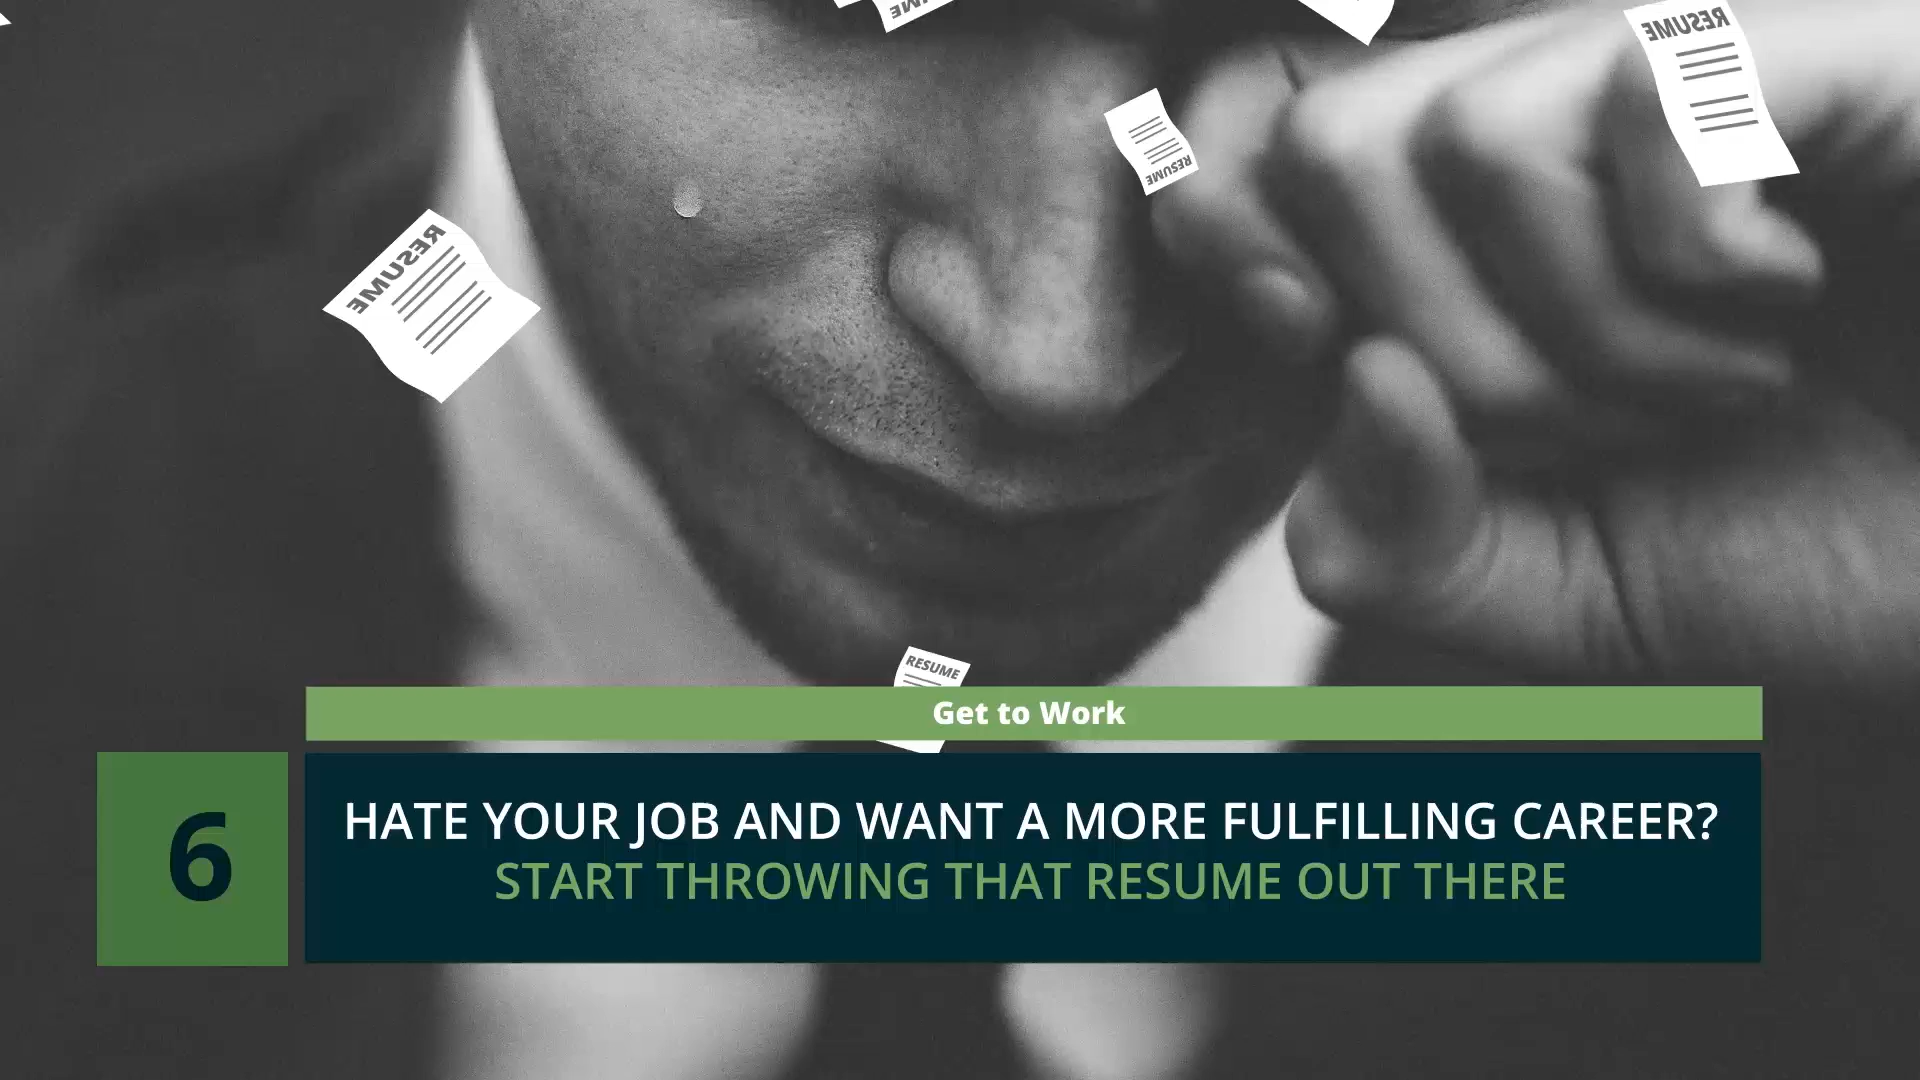 RESUME
RESUME
RESUME
RESUME
Get to Work
6
HATE YOUR JOB AND WANT A MORE FULFILLING CAREER?
START THROWING THAT RESUME OUT THERE